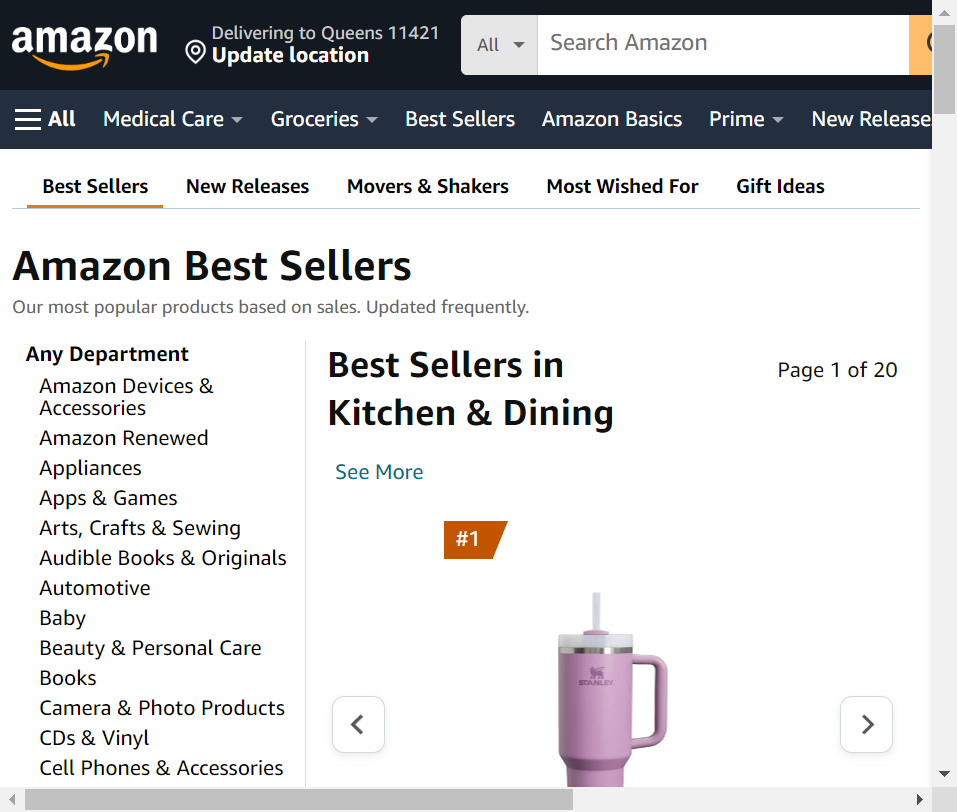 amazon
Delivering to Queens 11421
Update location
All
Search Amazon
All
Medical Care
Groceries
Best Sellers
Amazon Basics
Prime
New Release
Best Sellers
New Releases
Movers & Shakers
Most Wished For
Gift Ideas
Amazon Best Sellers
Our most popular products based on sales. Updated frequently.
Any Department
Amazon Devices &
Accessories
Amazon Renewed
Appliances
Apps & Games
Arts, Crafts & Sewing
Audible Books & Originals
Automotive
Baby
Beauty & Personal Care
Books
Camera & Photo Products
CDs & Vinyl
Cell Phones & Accessories
Best Sellers in
Kitchen & Dining
Page 1 of 20
See More
#1
STANLEY